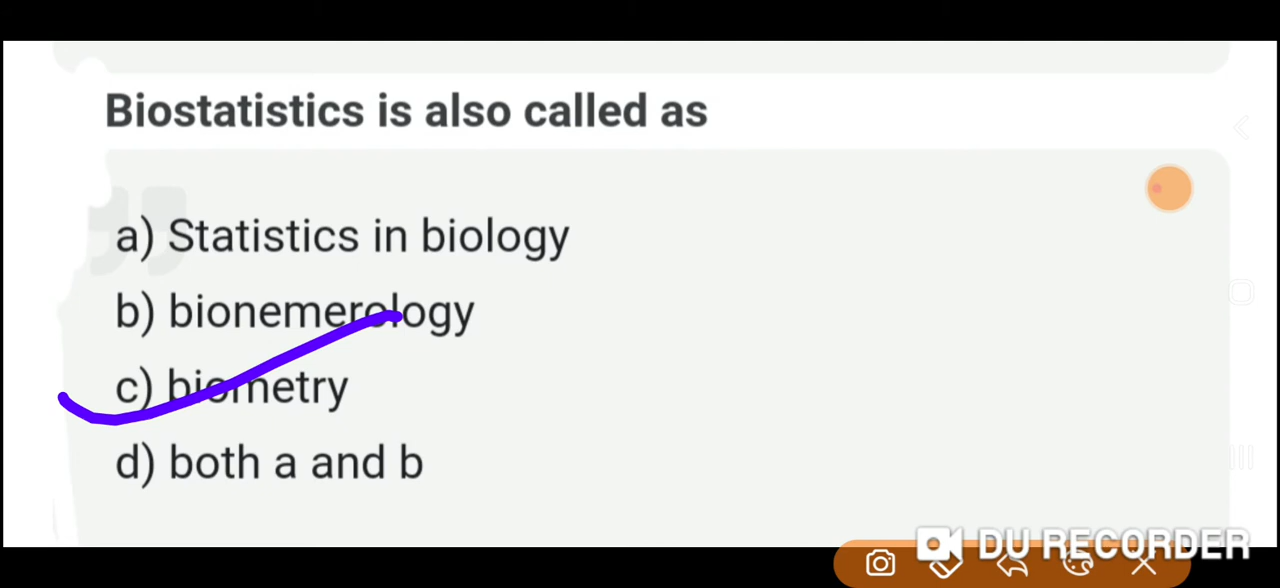 Biostatistics is also called as
a) Statistics in biology
b) bionemerology
c) biometry
d) both a and b
DU RECORDER